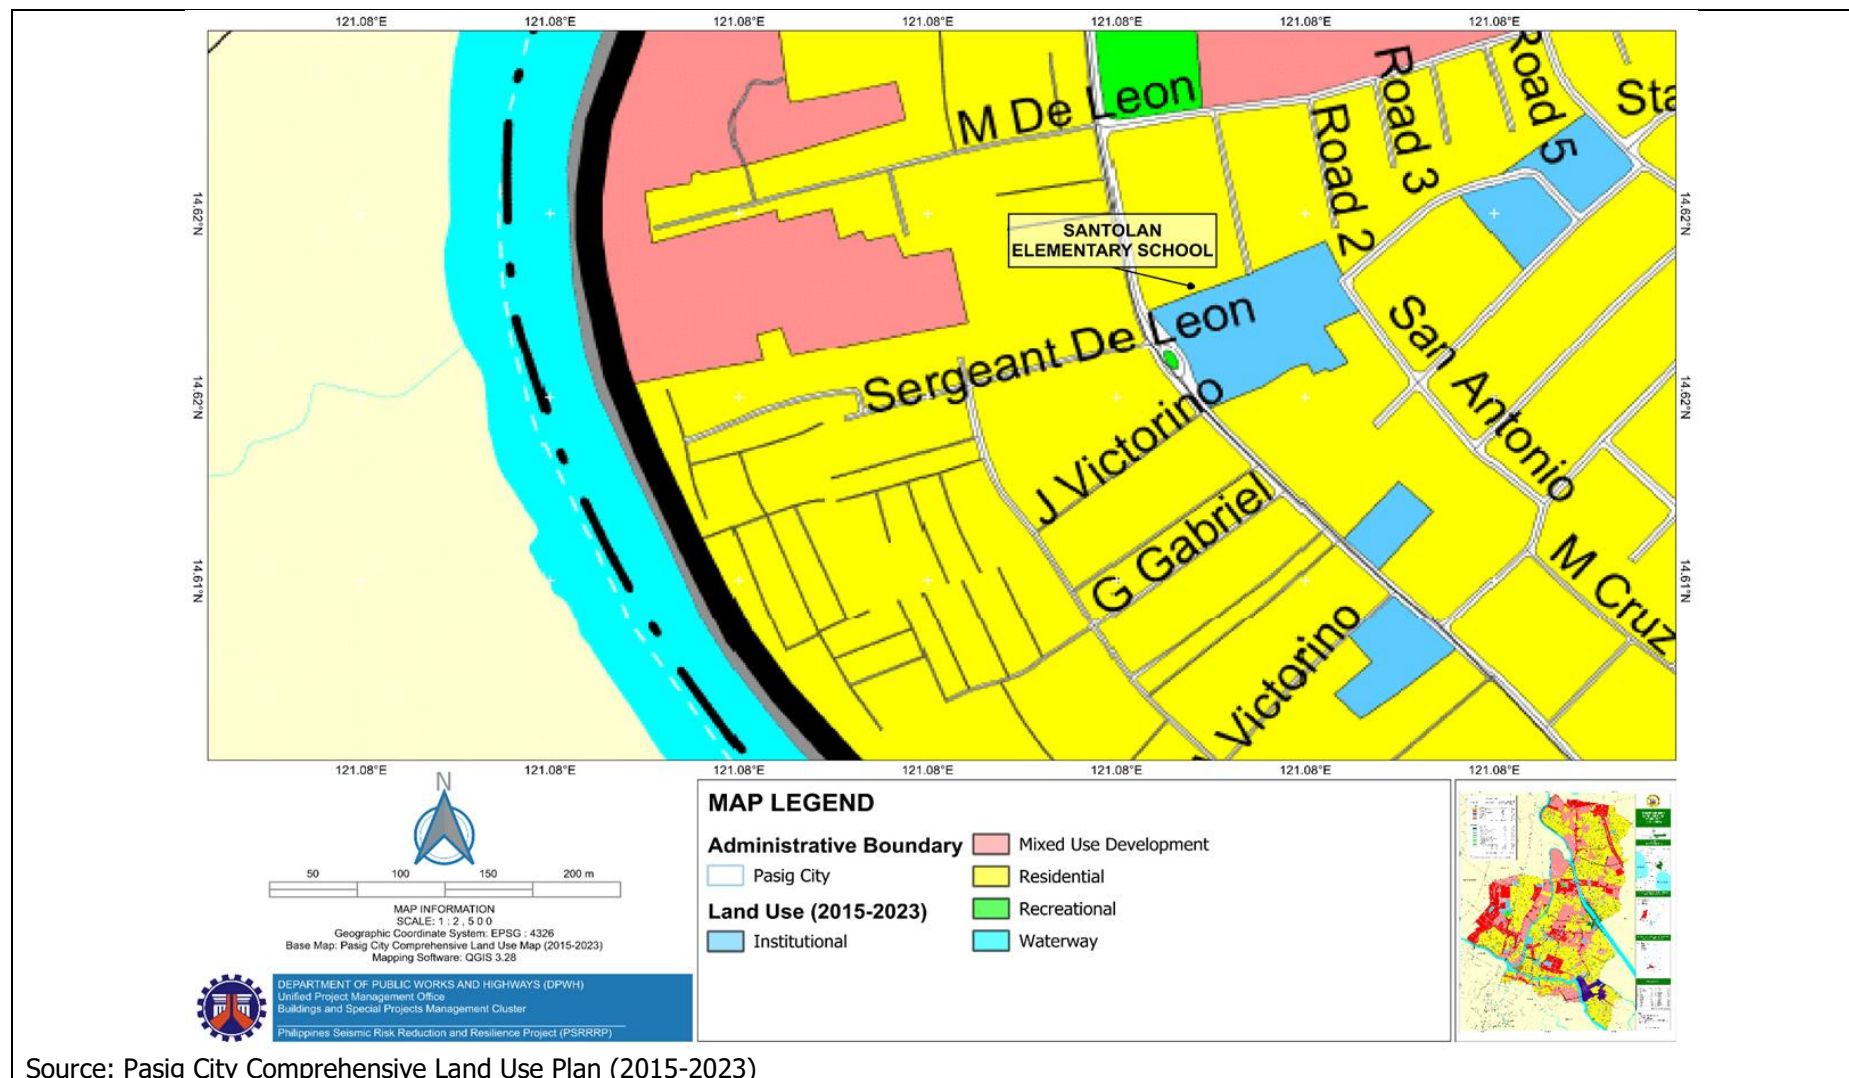 121.08°E 121.08°E 121.08°E 121.08°E 121.08°E 121.08°E 121.08°E
14.62°N
14.62°N
14.61°N
M De Leon
Road 2
Road 3
Road 5
Sta
SANTOLAN
ELEMENTARY SCHOOL
Sergeant De Leon
San Antonio
J Victorino
G Gabriel
M Cruz
Victorino
14.62°N
14.62°N
14.61°N
121.08°E 121.08°E 121.08°E 121.08°E 121.08°E 121.08°E 121.08°E
N
50 100 150 200 m
MAP INFORMATION
SCALE: 1 : 2 , 5 0 0
Geographic Coordinate System: EPSG : 4326
Base Map: Pasig City Comprehensive Land Use Map (2015-2023)
Mapping Software: QGIS 3.28
DEPARTMENT OF PUBLIC WORKS AND HIGHWAYS (DPWH)
Unified Project Management Office
Buildings and Special Projects Management Cluster
Philippines Seismic Risk Reduction and Resilience Project (PSRRRP)
MAP LEGEND
Administrative Boundary
Pasig City
Land Use (2015-2023)
Institutional
Mixed Use Development
Residential
Recreational
Waterway
Source: Pasig City Comprehensive Land Use Plan (2015-2023)